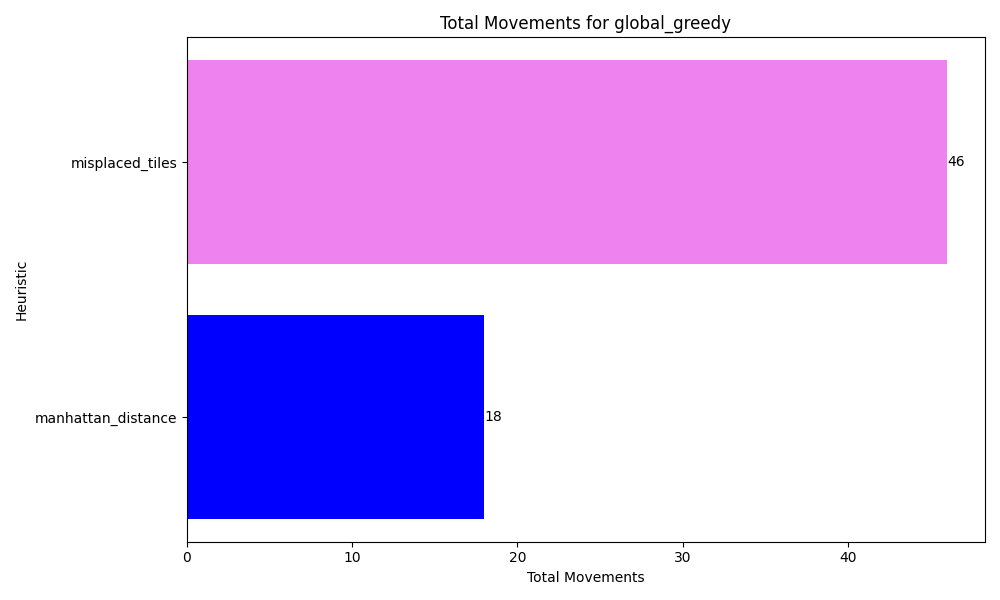 Total Movements for global_greedy
Heuristic
misplaced_tiles
46
manhattan_distance
18
0 10 20 30 40
Total Movements